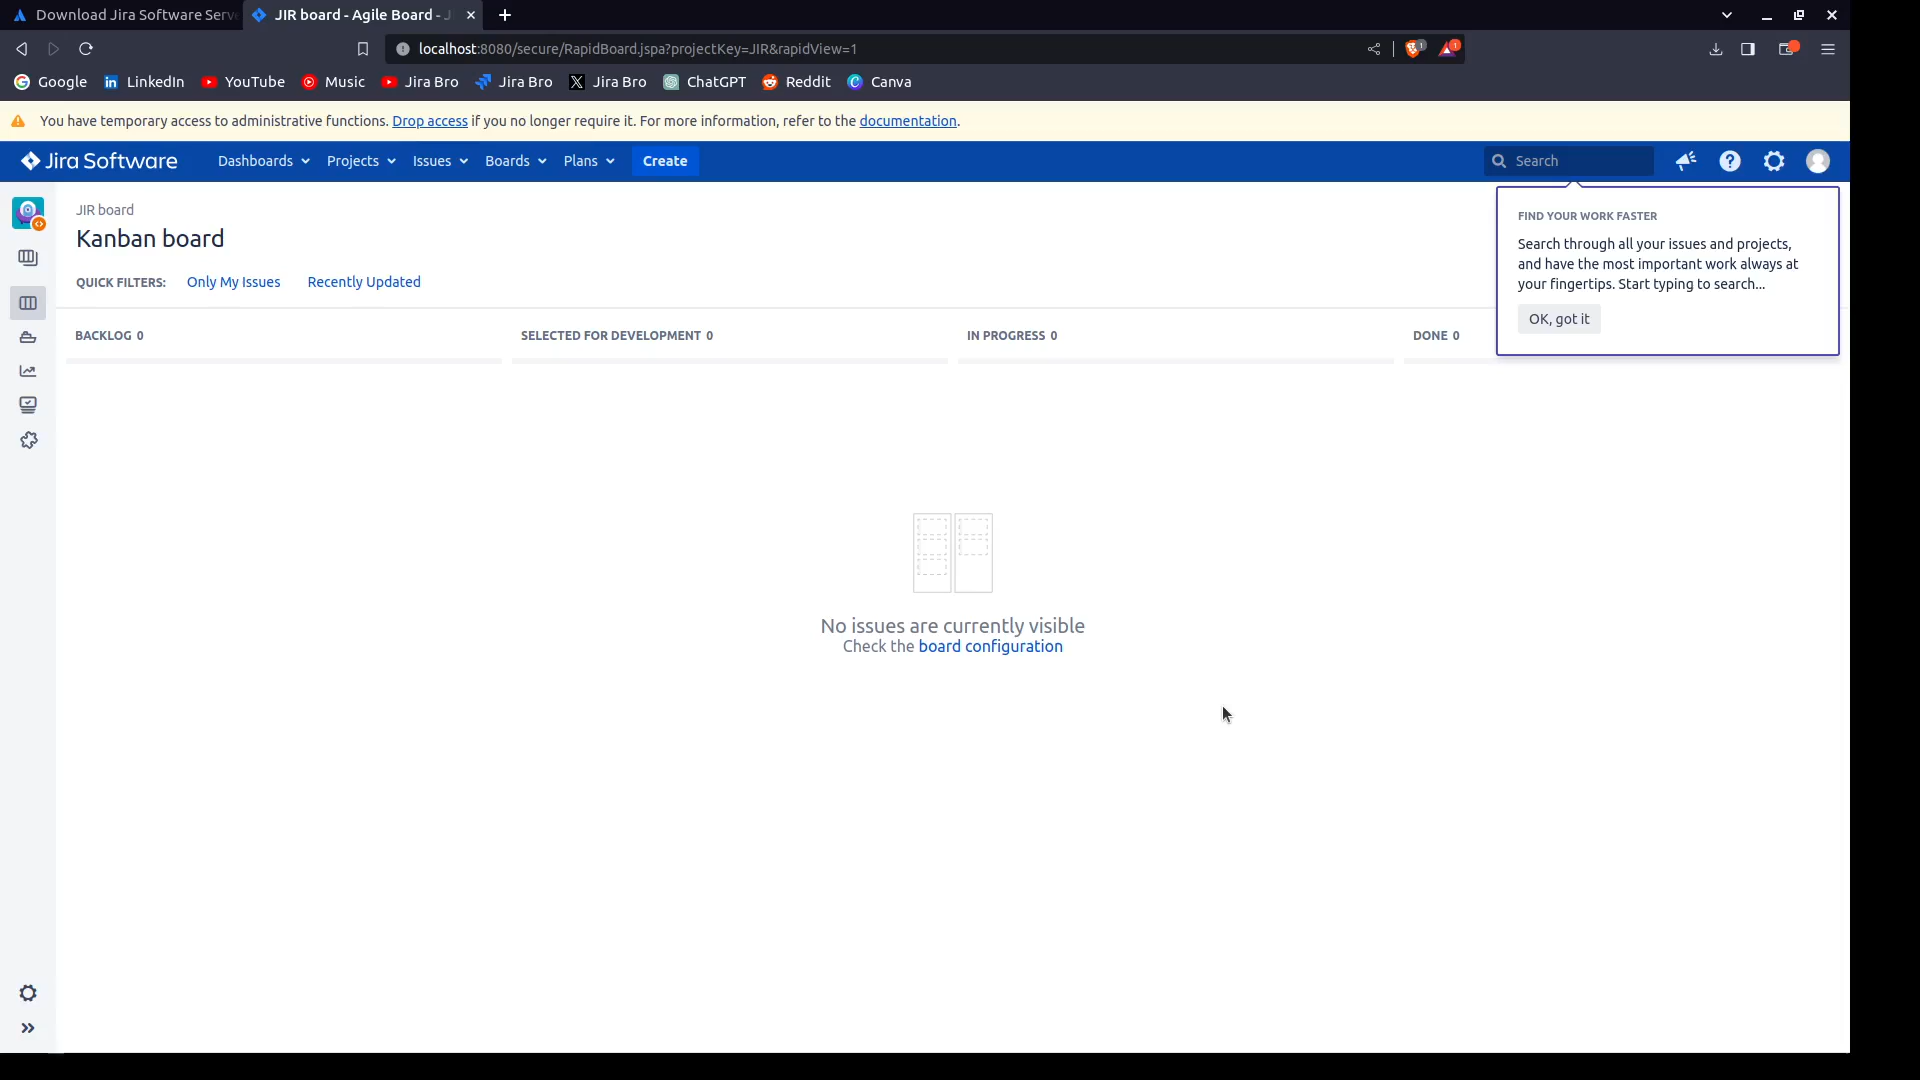 Download Jira Software Serve
JIR board - Agile Board - J
localhost:8080/secure/RapidBoard.jspa?projectKey=JIR&rapidView=1
1
1
Google
LinkedIn
YouTube
Music
Jira Bro
Jira Bro
Jira Bro
ChatGPT
Reddit
Canva
You have temporary access to administrative functions. Drop access if you no longer require it. For more information, refer to the documentation.
Jira Software
Dashboards
Projects
Issues
Boards
Plans
Create
Search
JIR board
Kanban board
QUICK FILTERS:
Only My Issues
Recently Updated
FIND YOUR WORK FASTER
Search through all your issues and projects,
and have the most important work always at
your fingertips. Start typing to search...
OK, got it
BACKLOG 0
SELECTED FOR DEVELOPMENT 0
IN PROGRESS 0
DONE 0
No issues are currently visible
Check the board configuration